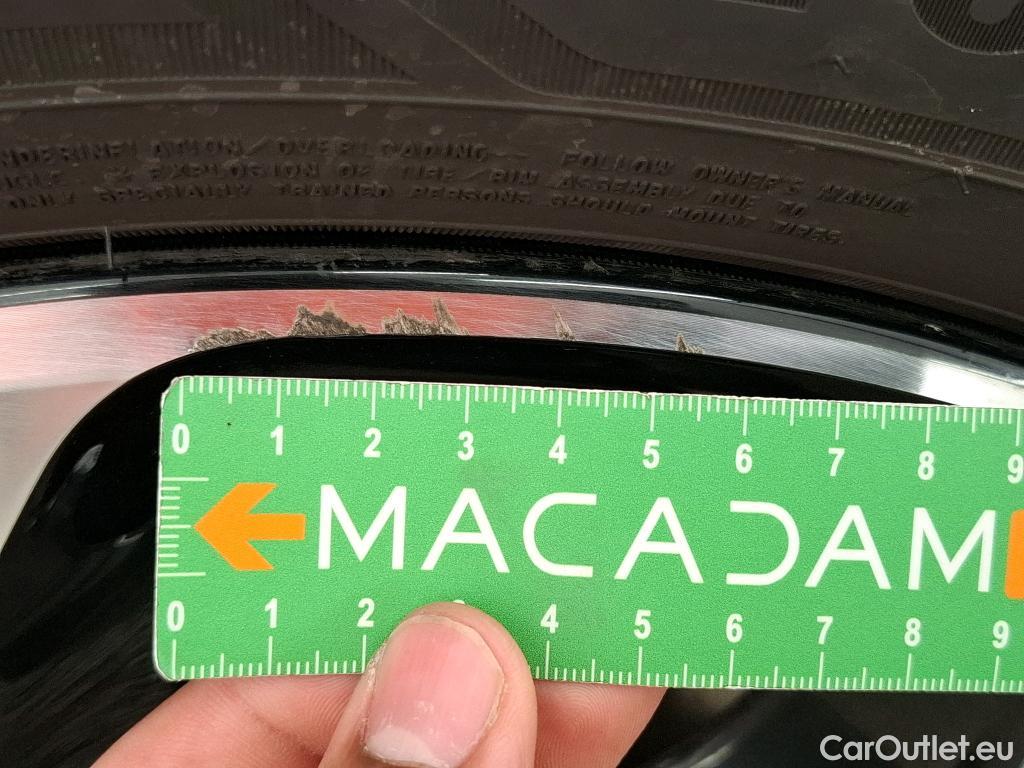 UNDERINFLATION / OVERLOADING -- FOLLOW OWNER'S MANUAL
EXPLOSION OF TIRE / RIM ASSEMBLY DUE TO
ONLY SPECIALLY TRAINED PERSONS SHOULD MOUNT TIRES.
0 1 2 3 4 5 6 7 8 9
MACADAM
0 1 2 4 5 6 7 8 9
CarOutlet.eu